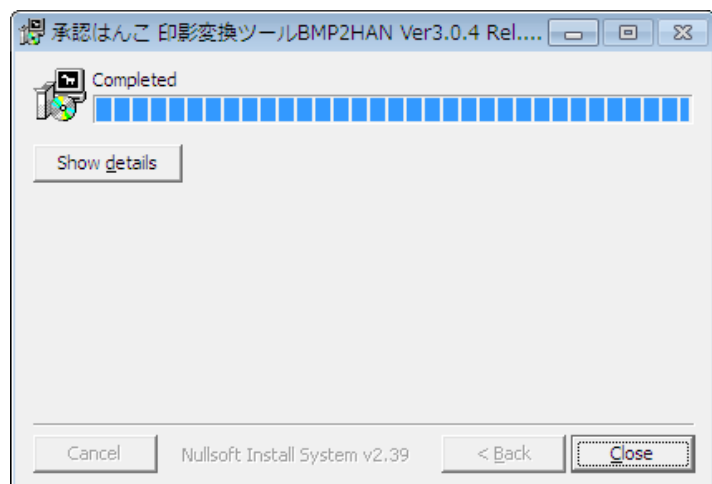 承認はんこ 印影変換ツールBMP2HAN Ver3.0.4 Rel....
Completed
Show details
Cancel
Nullsoft Install System v2.39
< Back
Close